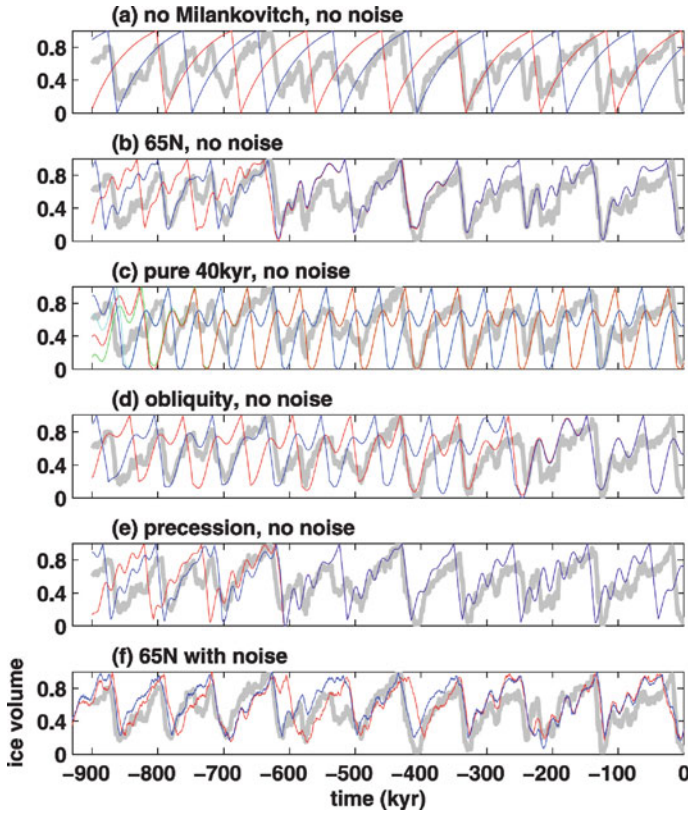 (a) no Milankovitch, no noise
0.8
0.4
0
(b) 65N, no noise
0.8
0.4
0
(c) pure 40kyr, no noise
0.8
0.4
0
(d) obliquity, no noise
0.8
0.4
0
(e) precession, no noise
0.8
0.4
0
(f) 65N with noise
0.8
0.4
0
ice volume
−900 −800 −700 −600 −500 −400 −300 −200 −100 0
time (kyr)